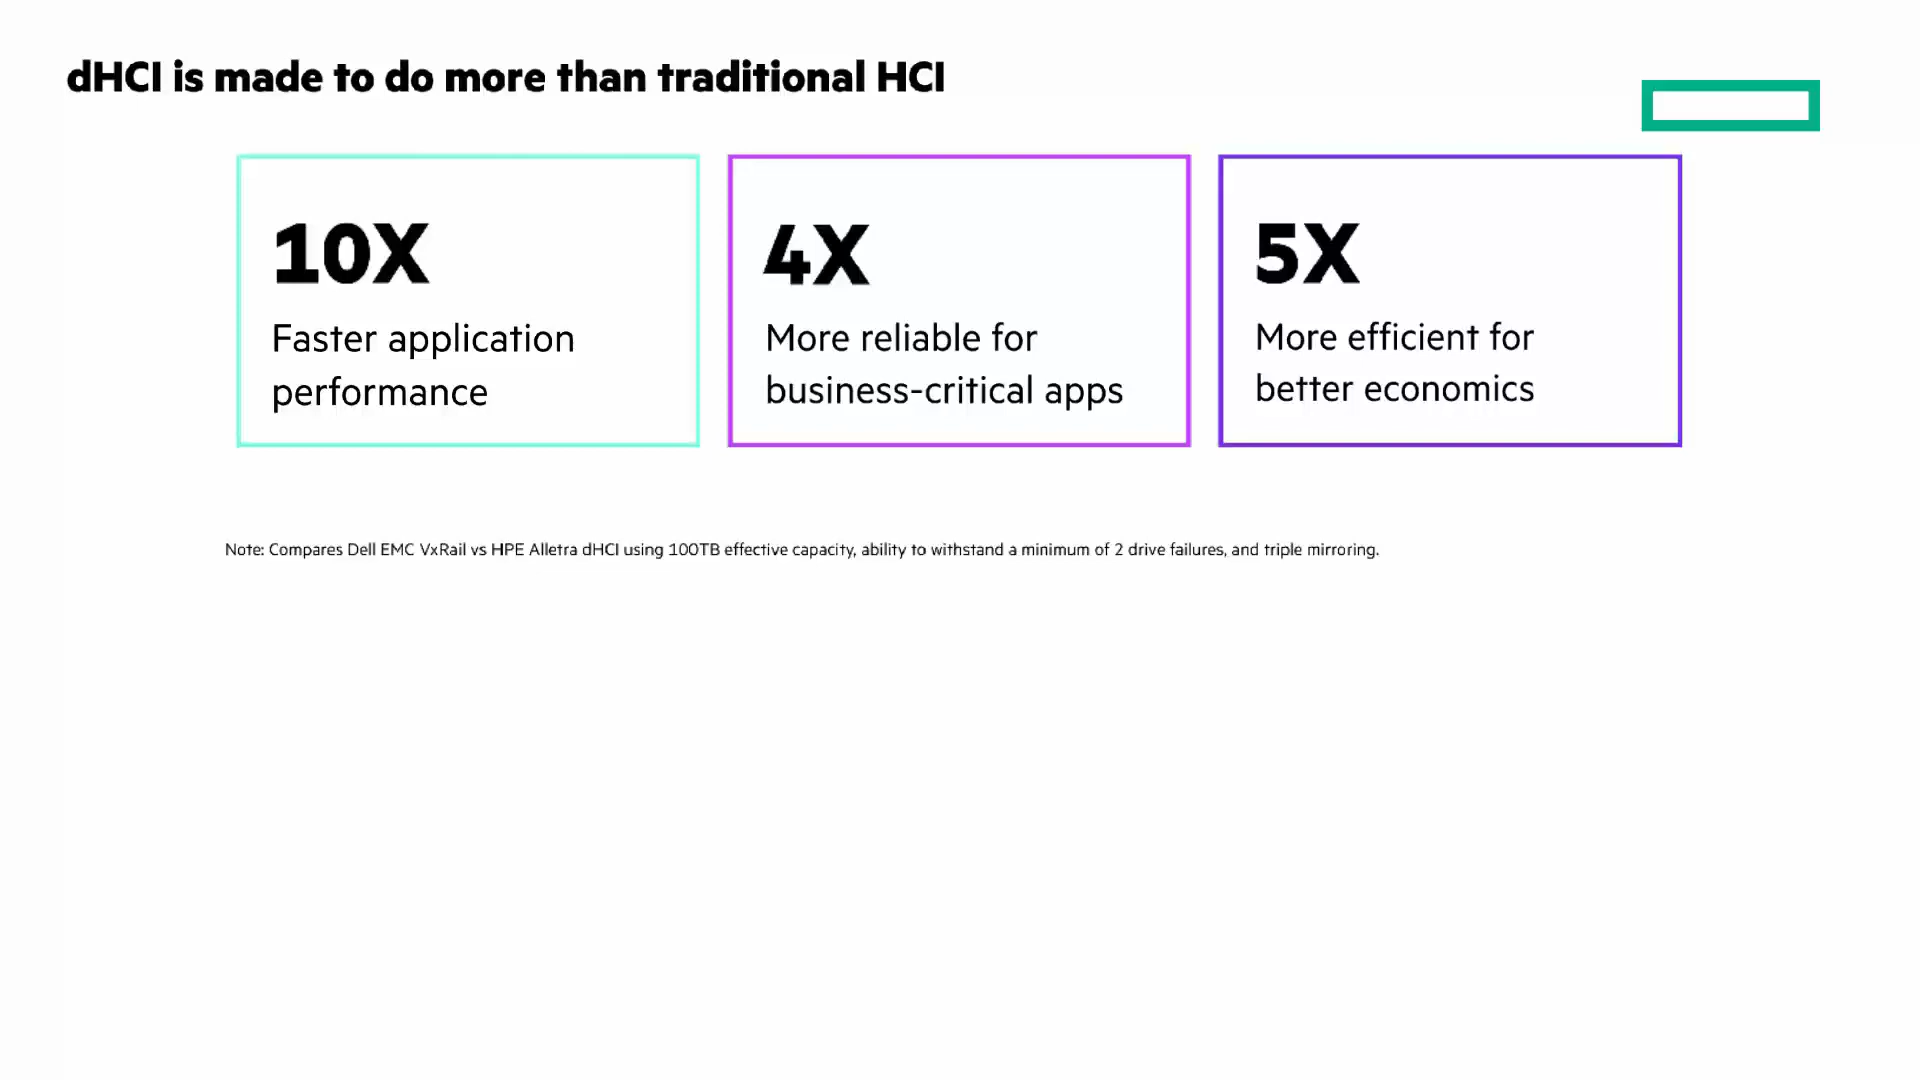 dHCI is made to do more than traditional HCI
10X
Faster application
performance
4X
More reliable for
business-critical apps
5X
More efficient for
better economics
Note: Compares Dell EMC VxRail vs HPE Alletra dHCI using 100TB effective capacity, ability to withstand a minimum of 2 drive failures, and triple mirroring.